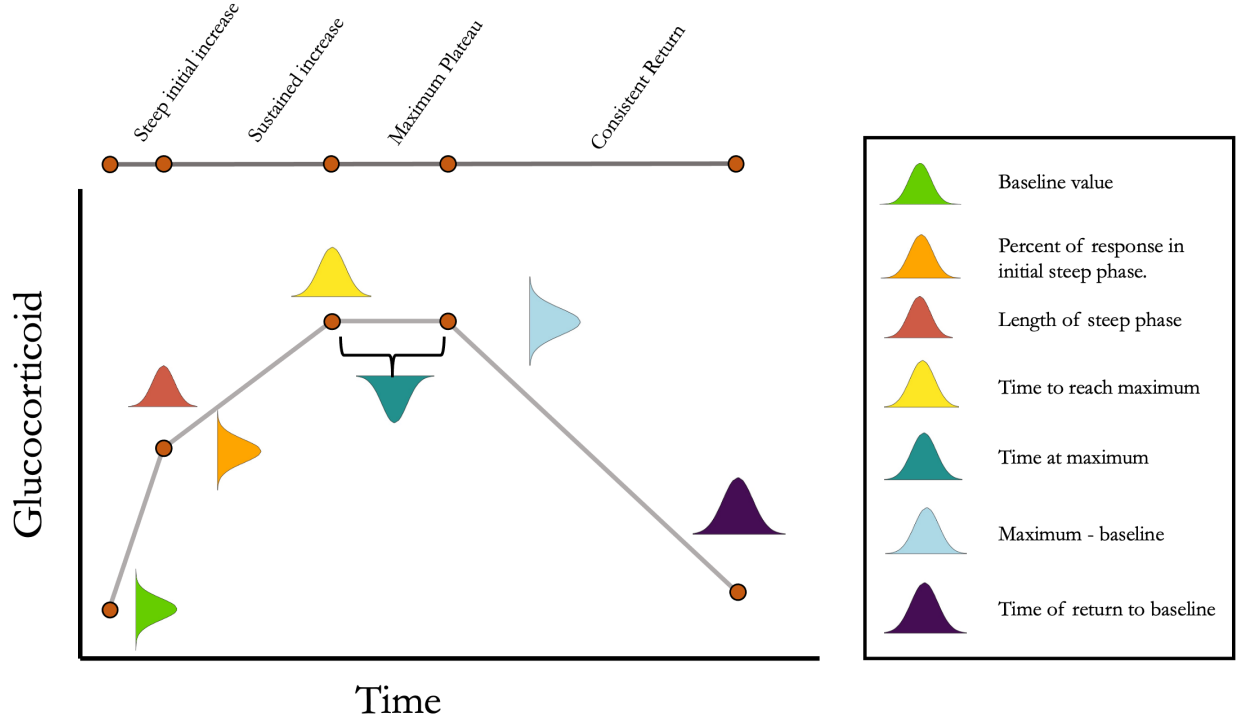 Steep initial increase
Sustained increase
Maximum Plateau
Consistent Return
Glucocorticoid
Time
Baseline value
Percent of response in
initial steep phase.
Length of steep phase
Time to reach maximum
Time at maximum
Maximum - baseline
Time of return to baseline